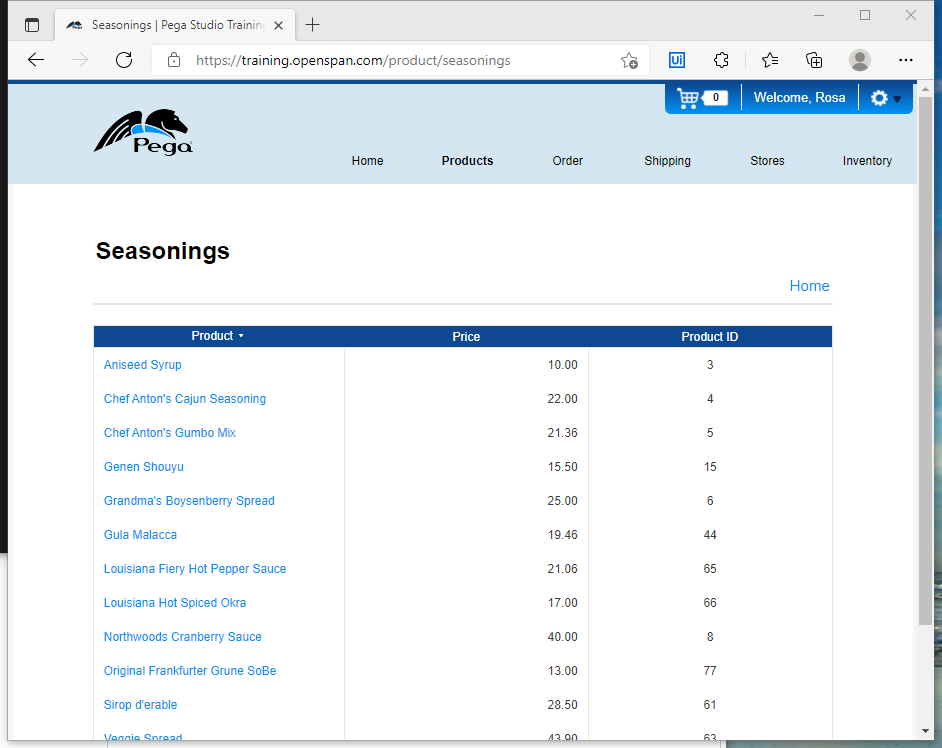 Seasonings | Pega Studio Training
https://training.openspan.com/product/seasonings
Ui
0
Welcome, Rosa
Pega
Home Products Order Shipping Stores Inventory
Seasonings
Home
Product Price Product ID
Aniseed Syrup 10.00 3
Chef Anton's Cajun Seasoning 22.00 4
Chef Anton's Gumbo Mix 21.36 5
Genen Shouyu 15.50 15
Grandma's Boysenberry Spread 25.00 6
Gula Malacca 19.46 44
Louisiana Fiery Hot Pepper Sauce 21.06 65
Louisiana Hot Spiced Okra 17.00 66
Northwoods Cranberry Sauce 40.00 8
Original Frankfurter Grune SoBe 13.00 77
Sirop d'erable 28.50 61
Veggie Spread 43.90 63